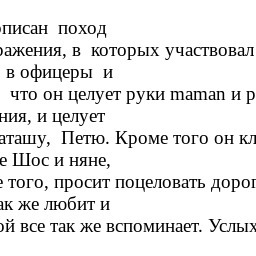 описан поход
ражения, в которых участвовал
в офицеры и
что он целует руки maman и р
ния, и целует
аташу, Петю. Кроме того он кл
е Шос и няне,
е того, просит поцеловать дорог
ак же любит и
ой все так же вспоминает. Услых